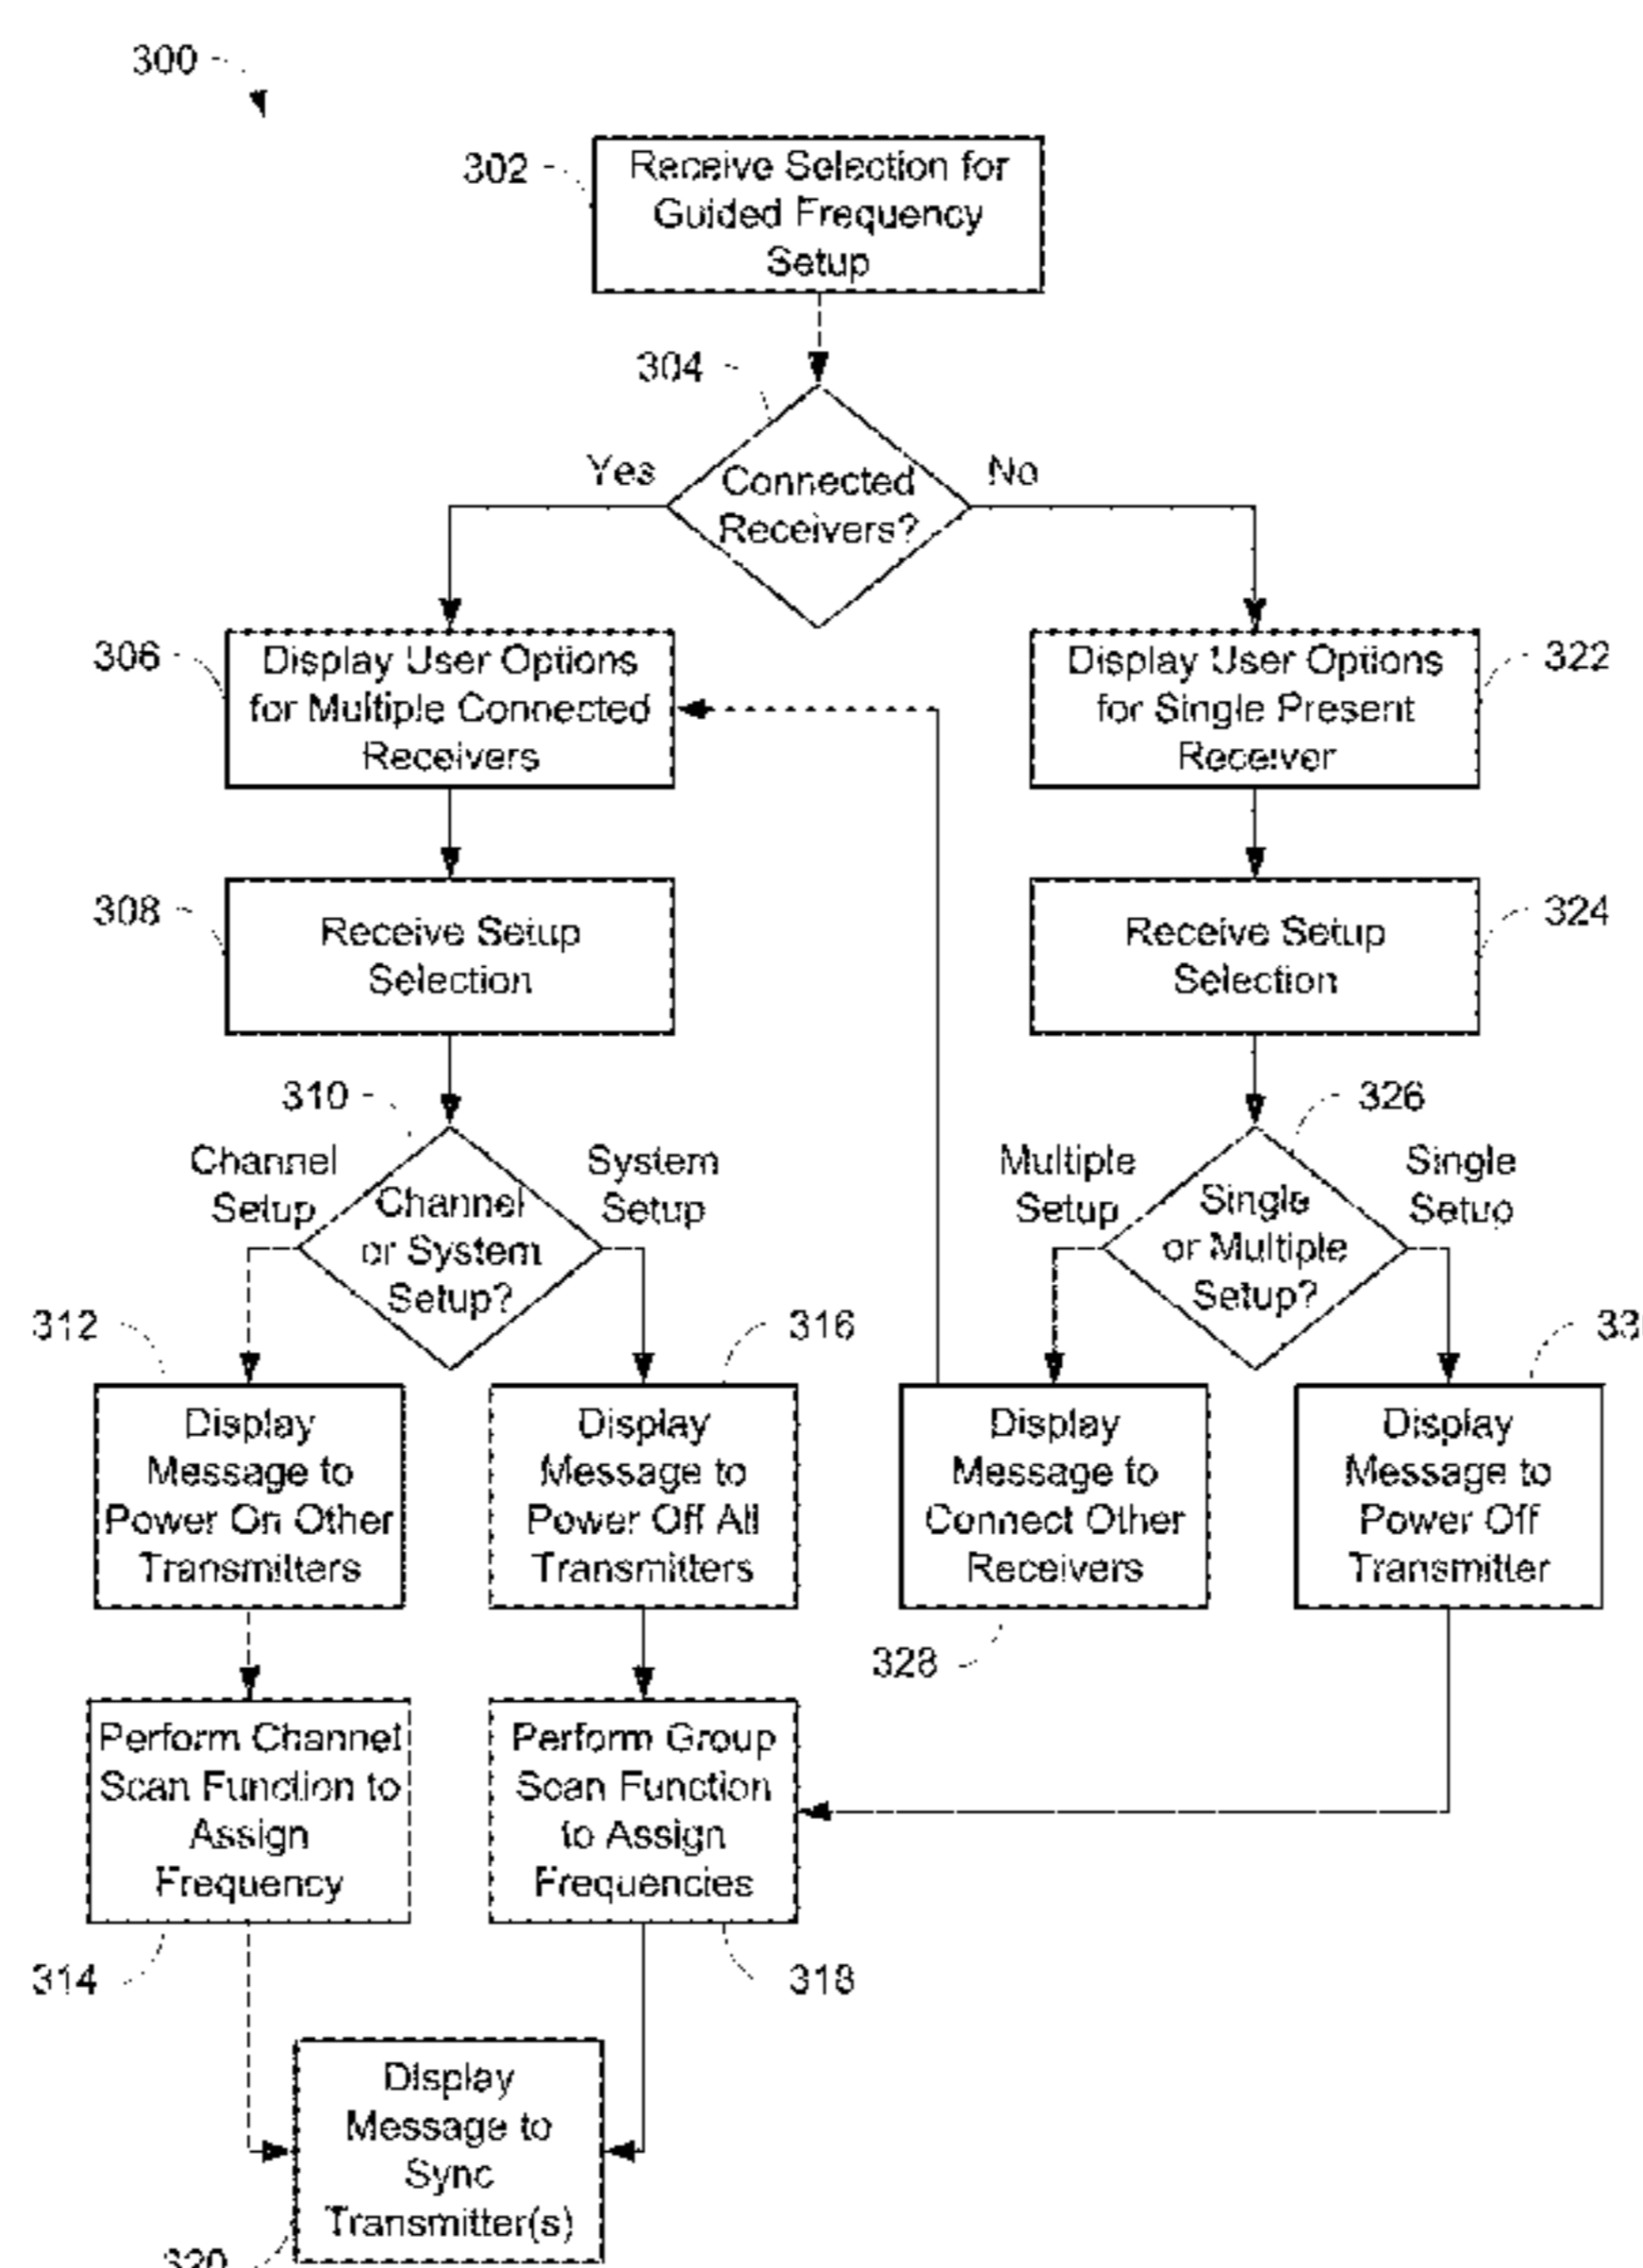 300
302
Receive Selection for
Guided Frequency
Setup
304
Yes
Connected
Receivers?
No
306
Display User Options
for Multiple Connected
Receivers
Display User Options
for Single Present
Receiver
322
308
Receive Setup
Selection
Receive Setup
Selection
324
310
Channel
Setup
Channel
or System
Setup?
System
Setup
326
Multiple
Setup
Single
or Multiple
Setup?
Single
Setup
312
Display
Message to
Power On Other
Transmitters
316
Display
Message to
Power Off All
Transmitters
Display
Message to
Connect Other
Receivers
328
Display
Message to
Power Off
Transmitter
Perform Channel
Scan Function to
Assign
Frequency
314
Perform Group
Scan Function
to Assign
Frequencies
318
Display
Message to
Sync
Transmitter(s)
320